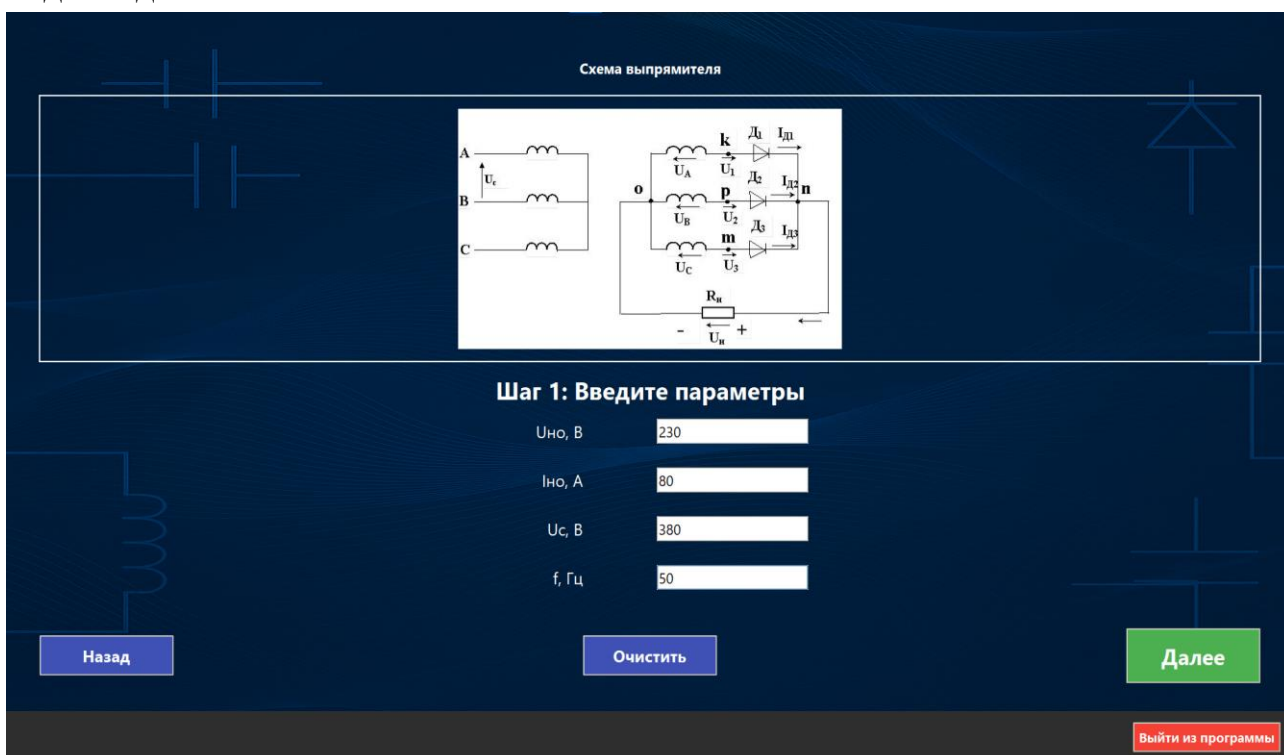 Схема выпрямителя
k Д1 IД1
A
UA U1
Uc
Д2 IД2 n
o p
B
UB U2
Д3 IД3
m
C
UC U3
Rн
- Uн +
Шаг 1: Введите параметры
Uно, В 230
Iно, А 80
Uс, В 380
f, Гц 50
Назад Очистить Далее
Выйти из программы